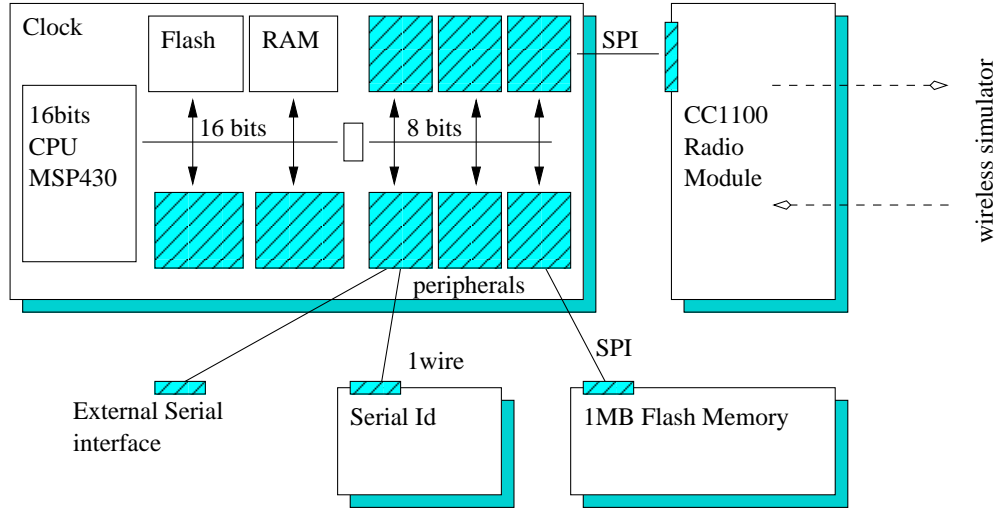 Clock
Flash
RAM
SPI
16bits
CPU
MSP430
16 bits
8 bits
CC1100
Radio
Module
wireless simulator
peripherals
1wire
SPI
External Serial
interface
Serial Id
1MB Flash Memory